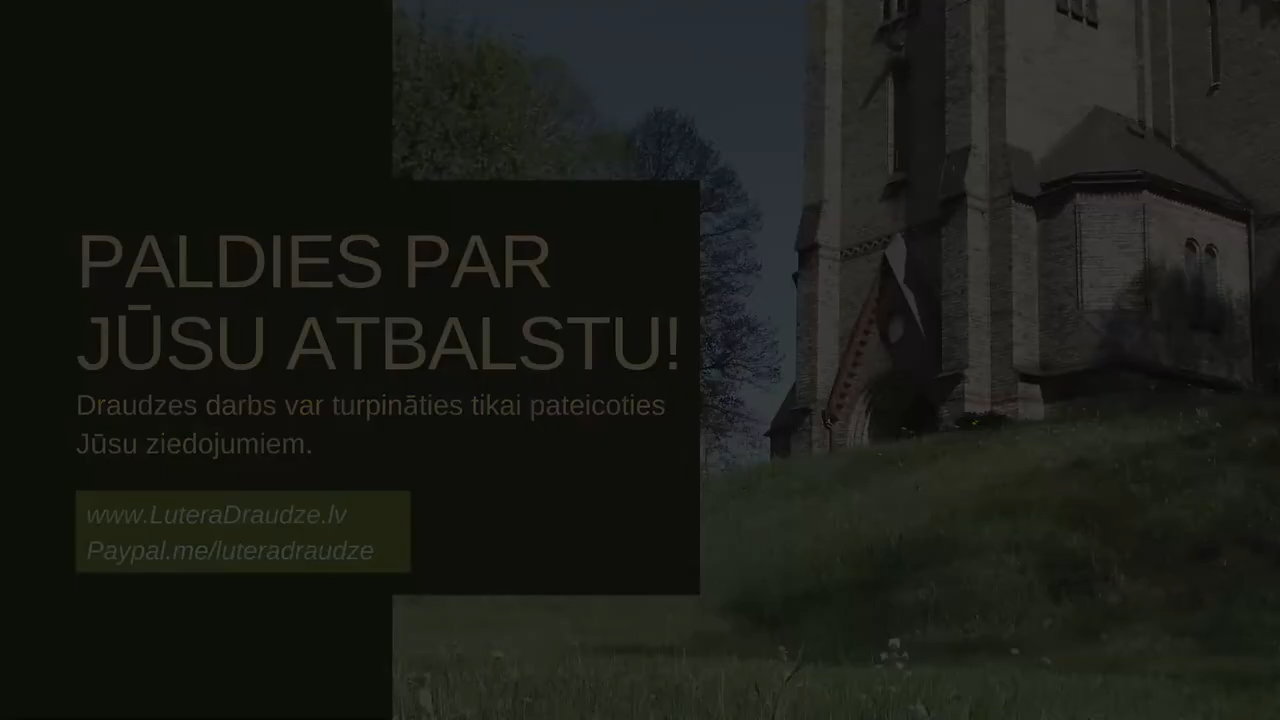 PALDIES PAR
JŪSU ATBALSTU!
Draudzes darbs var turpināties tikai pateicoties
Jūsu ziedojumiem.
www.LuteraDraudze.lv
Paypal.me/luteradraudze